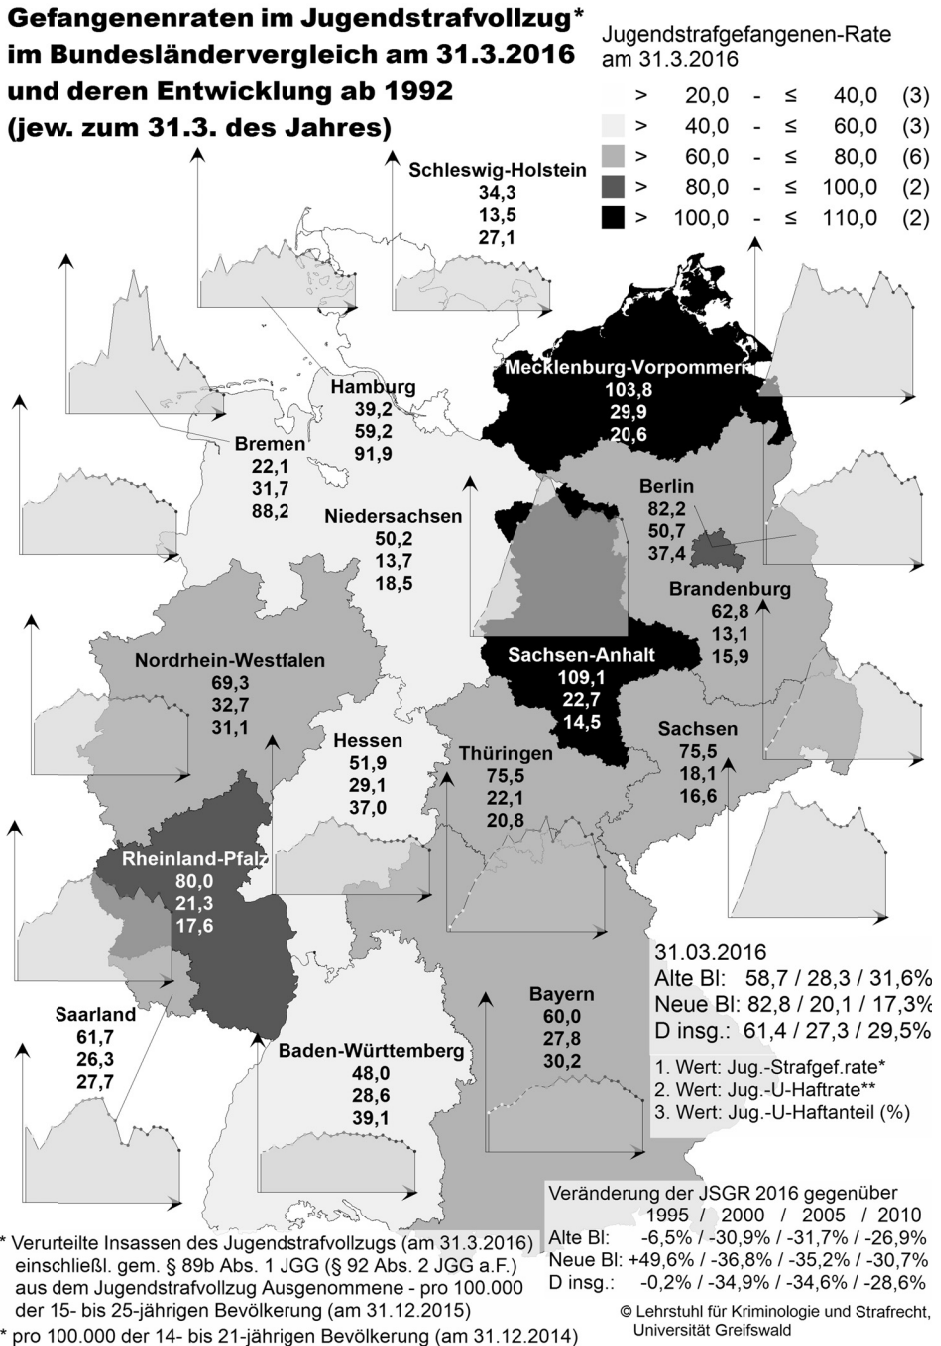 Gefangenenraten im Jugendstrafvollzug*
im Bundesländervergleich am 31.3.2016
und deren Entwicklung ab 1992
(jew. zum 31.3. des Jahres)
Jugendstrafgefangenen-Rate
am 31.3.2016
> 20,0 - ≤ 40,0 (3)
> 40,0 - ≤ 60,0 (3)
> 60,0 - ≤ 80,0 (6)
> 80,0 - ≤ 100,0 (2)
> 100,0 - ≤ 110,0 (2)
Schleswig-Holstein
34,3
13,5
27,1
Mecklenburg-Vorpommern
103,8
29,9
20,6
Hamburg
39,2
59,2
91,9
Bremen
22,1
31,7
88,2
Niedersachsen
50,2
13,7
18,5
Berlin
82,2
50,7
37,4
Brandenburg
62,8
13,1
15,9
Nordrhein-Westfalen
69,3
32,7
31,1
Sachsen-Anhalt
109,1
22,7
14,5
Hessen
51,9
29,1
37,0
Thüringen
75,5
22,1
20,8
Sachsen
75,5
18,1
16,6
Rheinland-Pfalz
80,0
21,3
17,6
Saarland
61,7
26,3
27,7
Baden-Württemberg
48,0
28,6
39,1
Bayern
60,0
27,8
30,2
31.03.2016
Alte Bl: 58,7 / 28,3 / 31,6%
Neue Bl: 82,8 / 20,1 / 17,3%
D insg.: 61,4 / 27,3 / 29,5%
1. Wert: Jug.-Strafgef.rate*
2. Wert: Jug.-U-Haftrate**
3. Wert: Jug.-U-Haftanteil (%)
Veränderung der JSGR 2016 gegenüber
1995 / 2000 / 2005 / 2010
Alte Bl: -6,5% / -30,9% / -31,7% / -26,9%
Neue Bl: +49,6% / -36,8% / -35,2% / -30,7%
D insg.: -0,2% / -34,9% / -34,6% / -28,6%
* Verurteilte Insassen des Jugendstrafvollzugs (am 31.3.2016)
einschließl. gem. § 89b Abs. 1 JGG (§ 92 Abs. 2 JGG a.F.)
aus dem Jugendstrafvollzug Ausgenommene - pro 100.000
der 15- bis 25-jährigen Bevölkerung (am 31.12.2015)
* pro 100.000 der 14- bis 21-jährigen Bevölkerung (am 31.12.2014)
© Lehrstuhl für Kriminologie und Strafrecht,
Universität Greifswald